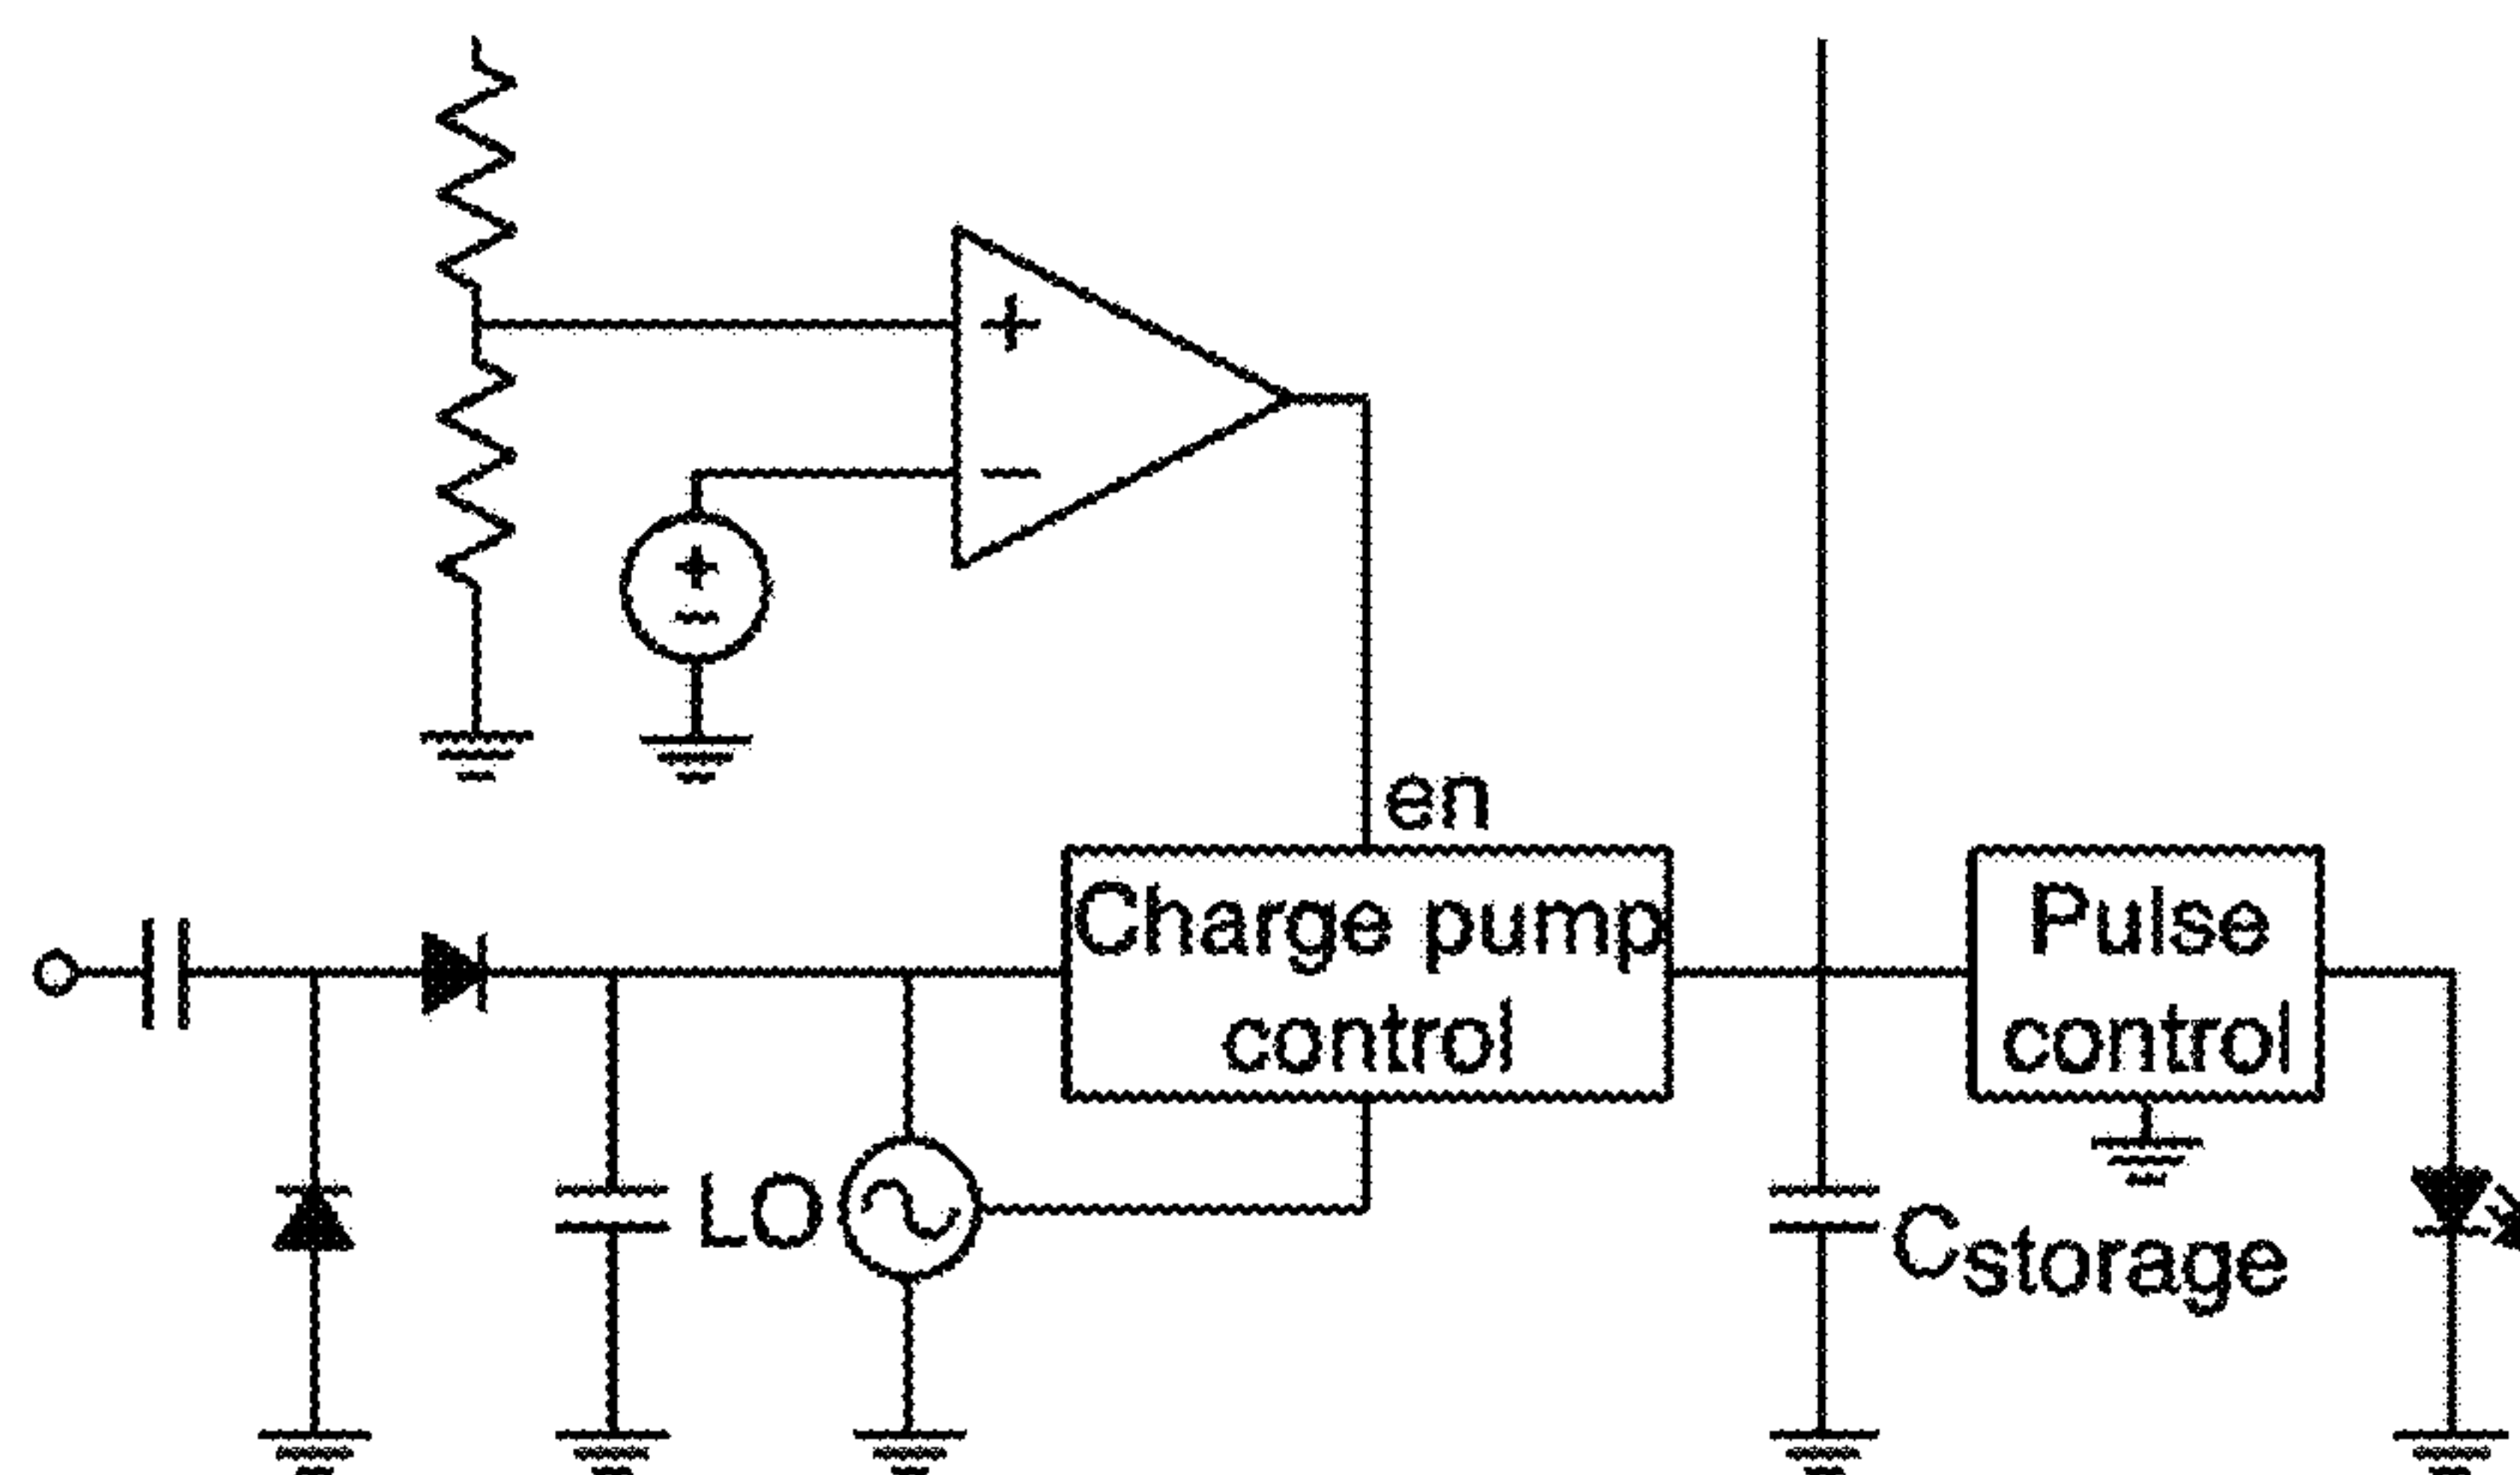 +
−
+
−
en
Charge pump
control
Pulse
control
LO
Cstorage